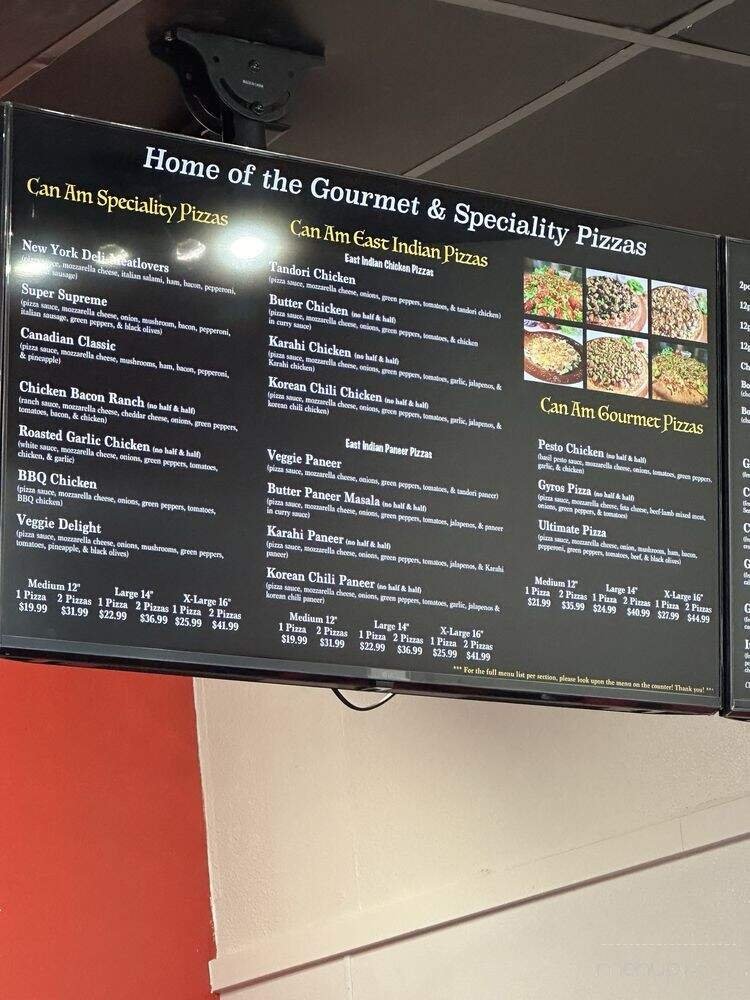 Home of the Gourmet & Speciality Pizzas
Can Am Speciality Pizzas
New York Deli Meatlovers
(pizza sauce, mozzarella cheese, italian salami, ham, bacon, pepperoni,
sausage)
Super Supreme
(pizza sauce, mozzarella cheese, onion, mushroom, bacon, pepperoni,
italian sausage, green peppers, & black olives)
Canadian Classic
(pizza sauce, mozzarella cheese, mushrooms, ham, bacon, pepperoni,
& pineapple)
Chicken Bacon Ranch (no half & half)
(ranch sauce, mozzarella cheese, cheddar cheese, onions, green peppers,
tomatoes, bacon, & chicken)
Roasted Garlic Chicken (no half & half)
(white sauce, mozzarella cheese, onions, green peppers, tomatoes,
chicken, & garlic)
BBQ Chicken
(pizza sauce, mozzarella cheese, onions, green peppers, tomatoes,
BBQ chicken)
Veggie Delight
(pizza sauce, mozzarella cheese, onions, mushrooms, green peppers,
tomatoes, pineapple, & black olives)
Medium 12" Large 14" X-Large 16"
1 Pizza 2 Pizzas 1 Pizza 2 Pizzas 1 Pizza 2 Pizzas
$19.99 $31.99 $22.99 $36.99 $25.99 $41.99
Can Am East Indian Pizzas
East Indian Chicken Pizzas
Tandori Chicken
(pizza sauce, mozzarella cheese, onions, green peppers, tomatoes, & tandori chicken)
Butter Chicken (no half & half)
(pizza sauce, mozzarella cheese, onions, green peppers, tomatoes, & chicken
in curry sauce)
Karahi Chicken (no half & half)
(pizza sauce, mozzarella cheese, onions, green peppers, tomatoes, garlic, jalapenos, &
Karahi chicken)
Korean Chili Chicken (no half & half)
(pizza sauce, mozzarella cheese, onions, green peppers, tomatoes, garlic, jalapenos, &
korean chili chicken)
East Indian Paneer Pizzas
Veggie Paneer
(pizza sauce, mozzarella cheese, onions, green peppers, tomatoes, & tandori paneer)
Butter Paneer Masala (no half & half)
(pizza sauce, mozzarella cheese, onions, green peppers, tomatoes, jalapenos, & paneer
in curry sauce)
Karahi Paneer (no half & half)
(pizza sauce, mozzarella cheese, onions, green peppers, tomatoes, jalapenos, & Karahi
paneer)
Korean Chili Paneer (no half & half)
(pizza sauce, mozzarella cheese, onions, green peppers, tomatoes, garlic, jalapenos, &
korean chili paneer)
Medium 12" Large 14" X-Large 16"
1 Pizza 2 Pizzas 1 Pizza 2 Pizzas 1 Pizza 2 Pizzas
$19.99 $31.99 $22.99 $36.99 $25.99 $41.99
Can Am Gourmet Pizzas
Pesto Chicken (no half & half)
(basil pesto sauce, mozzarella cheese, onions, tomatoes, green peppers,
garlic, & chicken)
Gyros Pizza (no half & half)
(pizza sauce, mozzarella cheese, feta cheese, beef-lamb mixed meat,
onions, green peppers, & tomatoes)
Ultimate Pizza
(pizza sauce, mozzarella cheese, onion, mushrooms, ham, bacon,
pepperoni, green peppers, tomatoes, beef, & black olives)
Medium 12" Large 14" X-Large 16"
1 Pizza 2 Pizzas 1 Pizza 2 Pizzas 1 Pizza 2 Pizzas
$21.99 $35.99 $24.99 $40.99 $27.99 $44.99
*** For the full menu list per section, please look upon the menu on the counter! Thank you! ***